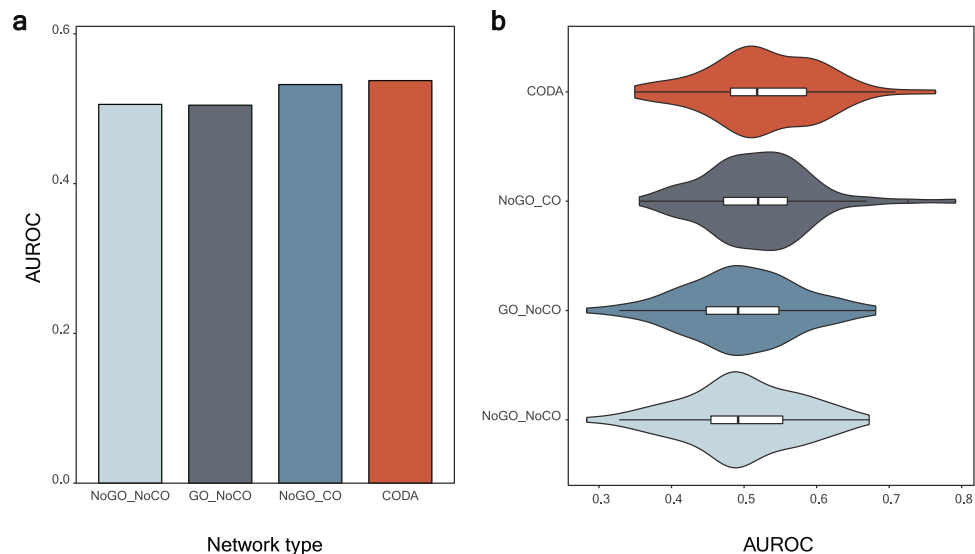 a
0.6
0.4
0.2
0.0
AUROC
NoGO_NoCO GO_NoCO NoGO_CO CODA
Network type
b
CODA
NoGO_CO
GO_NoCO
NoGO_NoCO
0.3 0.4 0.5 0.6 0.7 0.8
AUROC